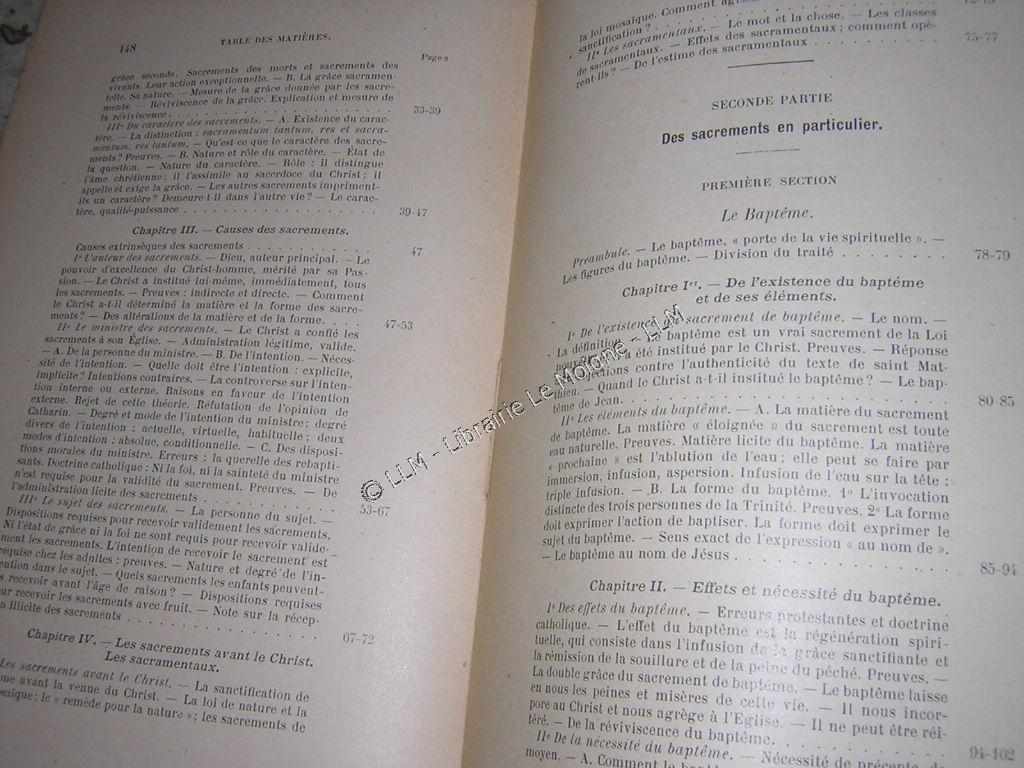 148 TABLE DES MATIÈRES.
Pages
grâce seconde. Sacrements des morts et sacrements des
vivants. Leur action exceptionnelle. — B. La grâce sacramen-
telle. Sa nature. — Mesure de la grâce donnée par les sacre-
ments. — Réviviscence de la grâce. Explication et mesure de
la réviviscence. 33-39
IIIº Du caractère des sacrements. — A. Existence du carac-
tère. — La distinction : sacramentum tantum, res et sacra-
mentum, res tantum. — Qu'est-ce que le caractère des sacre-
ments ? Preuves. — B. Nature et rôle du caractère. — État de
la question. — Nature du caractère. — Rôle : il distingue
l'âme chrétienne ; il l'assimile au sacerdoce du Christ ; il
appelle et exige la grâce. — Les autres sacrements impriment-
ils un caractère ? Demeure-t-il dans l'autre vie ? — Le carac-
tère, qualité-puissance 39-47
Chapitre III. — Causes des sacrements.
Causes extrinsèques des sacrements 47
Iº L'auteur des sacrements. — Dieu, auteur principal. — Le
pouvoir d'excellence du Christ-homme, mérité par sa Pas-
sion. — Le Christ a institué lui-même, immédiatement, tous
les sacrements. — Preuves : indirecte et directe. — Comment
le Christ a-t-il déterminé la matière et la forme des sacre-
ments ? — Des altérations de la matière et de la forme. 47-53
IIº Le ministre des sacrements. — Le Christ a confié les
sacrements à son Église. — Administration légitime, valide.
— A. De la personne du ministre. — B. De l'intention. — Néces-
sité de l'intention. — Quelle doit être l'intention : explicite,
implicite ? Intentions contraires. — La controverse sur l'inten-
tion interne ou externe. Raisons en faveur de l'intention
externe. Rejet de cette théorie. Réfutation de l'opinion de
Catharin. — Degré et mode de l'intention du ministre ; degré
divers de l'intention : actuelle, virtuelle, habituelle ; deux
modes d'intention : absolue, conditionnelle. — C. Des disposi-
tions morales du ministre. Erreurs : la querelle des rebapti-
sants. Doctrine catholique : Ni la foi, ni la sainteté du ministre
n'est requise pour la validité du sacrement. Preuves. — De
l'administration licite des sacrements 53-67
IIIº Le sujet des sacrements. — La personne du sujet. —
Dispositions requises pour recevoir validement les sacrements.
Ni l'état de grâce ni la foi ne sont requis pour recevoir valide-
ment les sacrements. L'intention de recevoir le sacrement est
requise chez les adultes : preuves. — Nature et degré de l'in-
tention dans le sujet. — Quels sacrements les enfants peuvent-
recevoir avant l'âge de raison ? — Dispositions requises
recevoir les sacrements avec fruit. — Note sur la récep-
illicite des sacrements 67-72
Chapitre IV. — Les sacrements avant le Christ.
Les sacramentaux.
Les sacrements avant le Christ. — La sanctification de
avant la venue du Christ. — La loi de nature et la
; le « remède pour la nature » ; les sacrements de
la loi mosaïque. Comment
sanctification ?
IIº Les sacramentaux. — Le mot et la chose. — Les classes
de sacramentaux. — Effets des sacramentaux ; comment opè-
rent-ils ? — De l'estime des sacramentaux 75-77
SECONDE PARTIE
Des sacrements en particulier.
PREMIÈRE SECTION
Le Baptême.
Préambule. — Le baptême, « porte de la vie spirituelle ». —
Les figures du baptême. — Division du traité 78-79
Chapitre Iᵉʳ. — De l'existence du baptême
et de ses éléments.
Iº De l'existence du sacrement de baptême. — Le nom. —
La définition. — Le baptême est un vrai sacrement de la Loi
nouvelle. a été institué par le Christ. Preuves. — Réponse
objections contre l'authenticité du texte de saint Mat-
thieu. — Quand le Christ a-t-il institué le baptême ? — Le bap-
tême de Jean. 80-85
IIº Les éléments du baptême. — A. La matière du sacrement
de baptême. La matière « éloignée » du sacrement est toute
eau naturelle. Preuves. Matière licite du baptême. La matière
« prochaine » est l'ablution de l'eau ; elle peut se faire par
immersion, infusion, aspersion. Infusion de l'eau sur la tête :
triple infusion. — B. La forme du baptême. 1º L'invocation
distincte des trois personnes de la Trinité. Preuves. 2º La forme
doit exprimer l'action de baptiser. La forme doit exprimer le
sujet du baptême. — Sens exact de l'expression « au nom de ».
— Le baptême au nom de Jésus. 85-94
Chapitre II. — Effets et nécessité du baptême.
Iº Des effets du baptême. — Erreurs protestantes et doctrine
catholique. — L'effet du baptême est la régénération spiri-
tuelle, qui consiste dans l'infusion de la grâce sanctifiante et
la rémission de la souillure et de la peine du péché. Preuves. —
La double grâce du sacrement de baptême. — Le baptême laisse
en nous les peines et misères de cette vie. — Il nous incor-
pore au Christ et nous agrège à l'Église. — Il ne peut être réi-
téré. — De la réviviscence du baptême. 94-102
IIº De la nécessité du baptême. — Nécessité de précepte, de
moyen. — A. Comment le
© LLM - Librairie Le Moigne - LLM